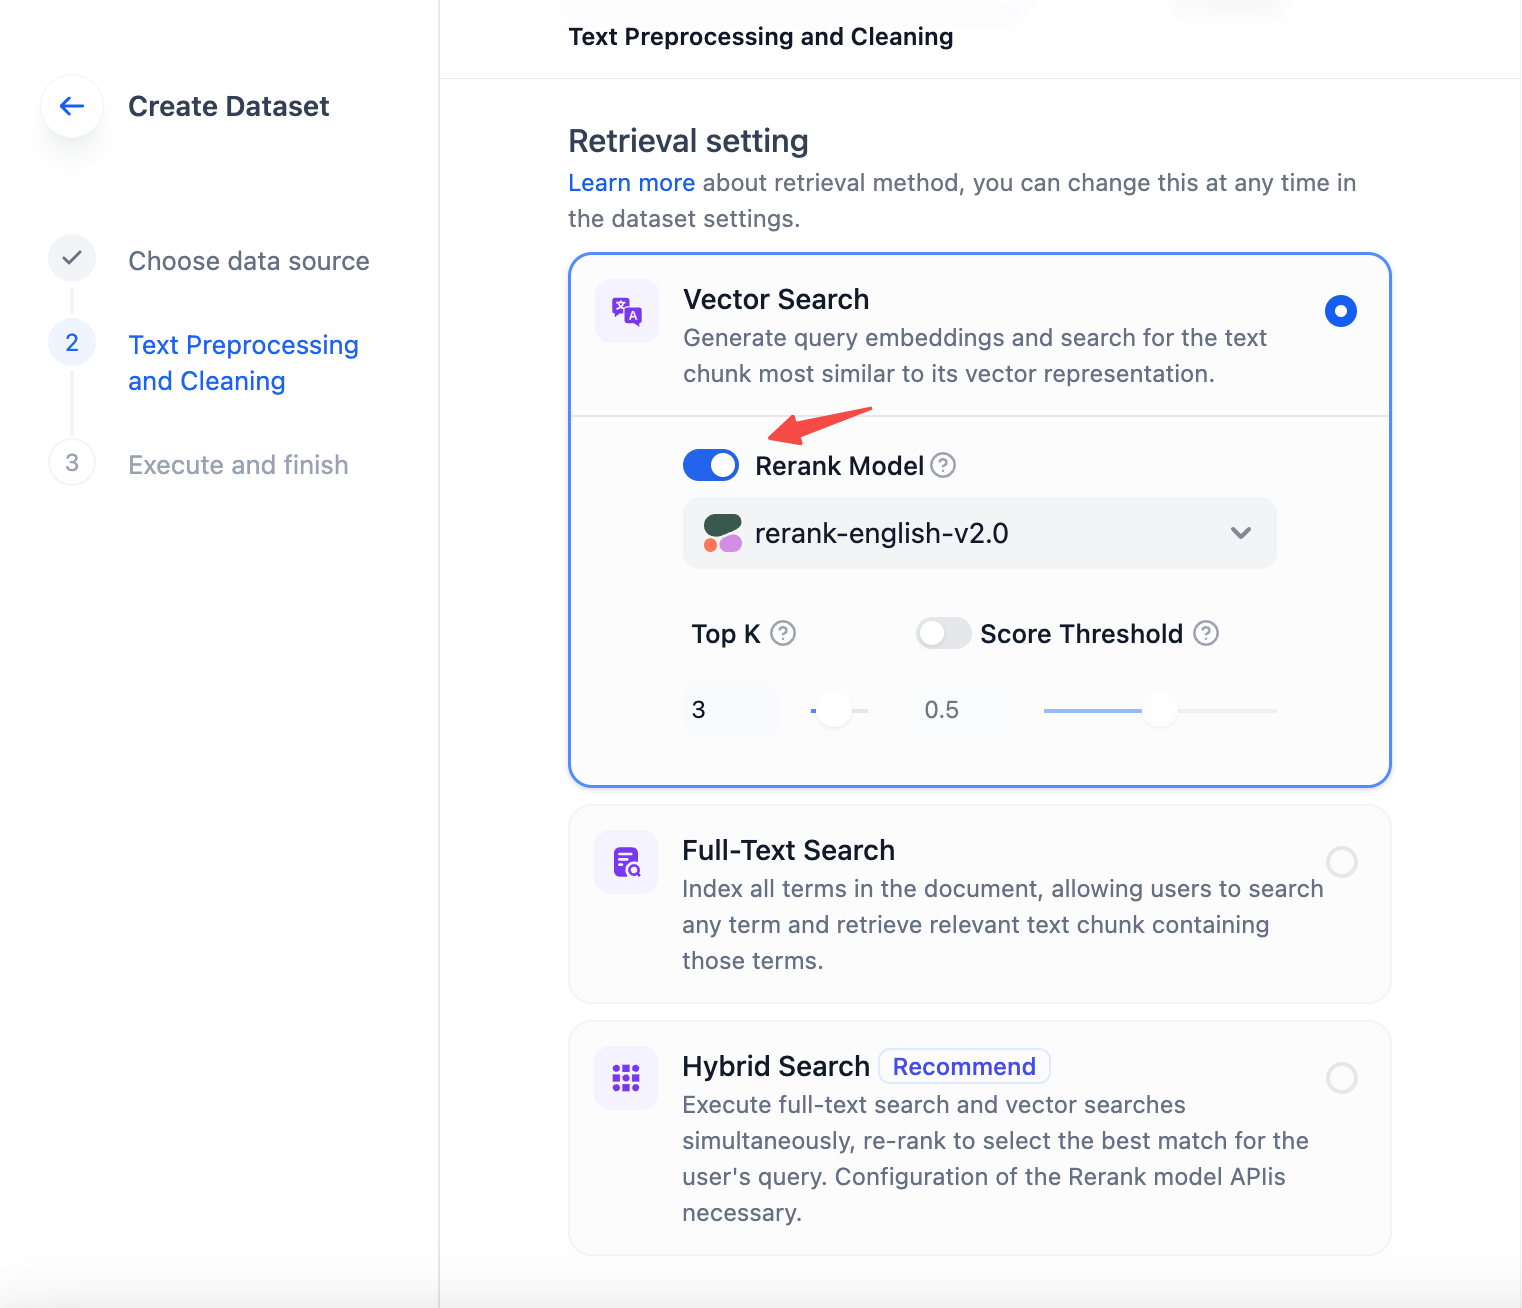 Create Dataset
Choose data source
2
Text Preprocessing
and Cleaning
3
Execute and finish
Text Preprocessing and Cleaning
Retrieval setting
Learn more about retrieval method, you can change this at any time in
the dataset settings.
Vector Search
Generate query embeddings and search for the text
chunk most similar to its vector representation.
Rerank Model
rerank-english-v2.0
Top K
Score Threshold
3
0.5
Full-Text Search
Index all terms in the document, allowing users to search
any term and retrieve relevant text chunk containing
those terms.
Hybrid Search Recommend
Execute full-text search and vector searches
simultaneously, re-rank to select the best match for the
user's query. Configuration of the Rerank model APIis
necessary.